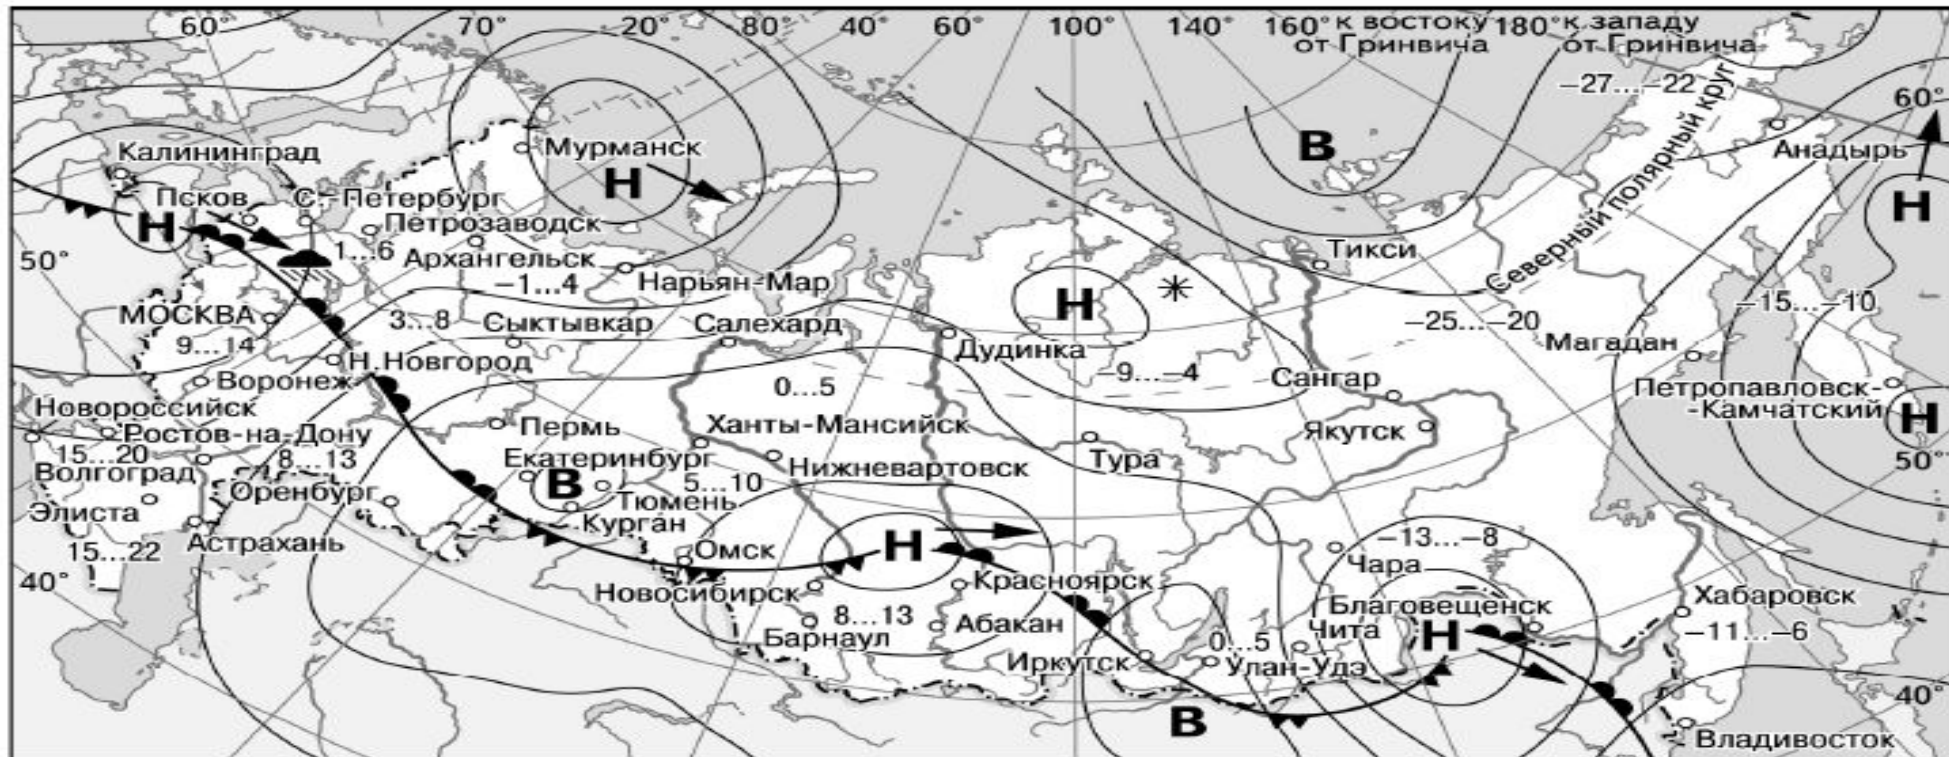 60° 70° 20° 80° 40° 60° 100° 140° 160° к востоку 180° к западу
от Гринвича от Гринвича
−27...−22
60°
Северный полярный круг
Калининград
Мурманск
В
Анадырь
Н
Псков
С.–Петербург
Н
Н
Петрозаводск
1...6
Архангельск
50°
−1...4
Нарьян-Мар
Тикси
Н
−15...−10
МОСКВА
3...8
Сыктывкар
Салехард
−25...−20
9...14
Дудинка
Магадан
Н.Новгород
9...−4
Воронеж
0...5
Сангар
Петропавловск-
-Камчатский
Н
Новороссийск
Ростов-на-Дону
Пермь
Ханты-Мансийск
Якутск
15...20
8...13
Екатеринбург
Нижневартовск
Тура
50°
Волгоград
Оренбург
В
5...10
Тюмень
Элиста
Курган
Астрахань
15...22
Омск
Н
−13...−8
Чара
40°
Новосибирск
Красноярск
Хабаровск
Благовещенск
8...13
Абакан
Барнаул
0...5
Чита
Н
−11...−6
Иркутск
Улан-Удэ
40°
В
Владивосток